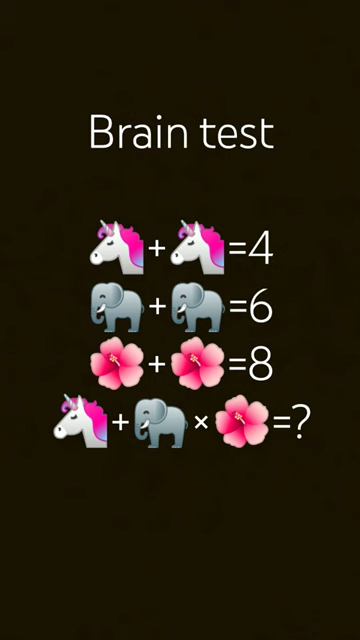 Brain test
🦄+🦄=4
🐘+🐘=6
🌺+🌺=8
🦄+🐘×🌺=?